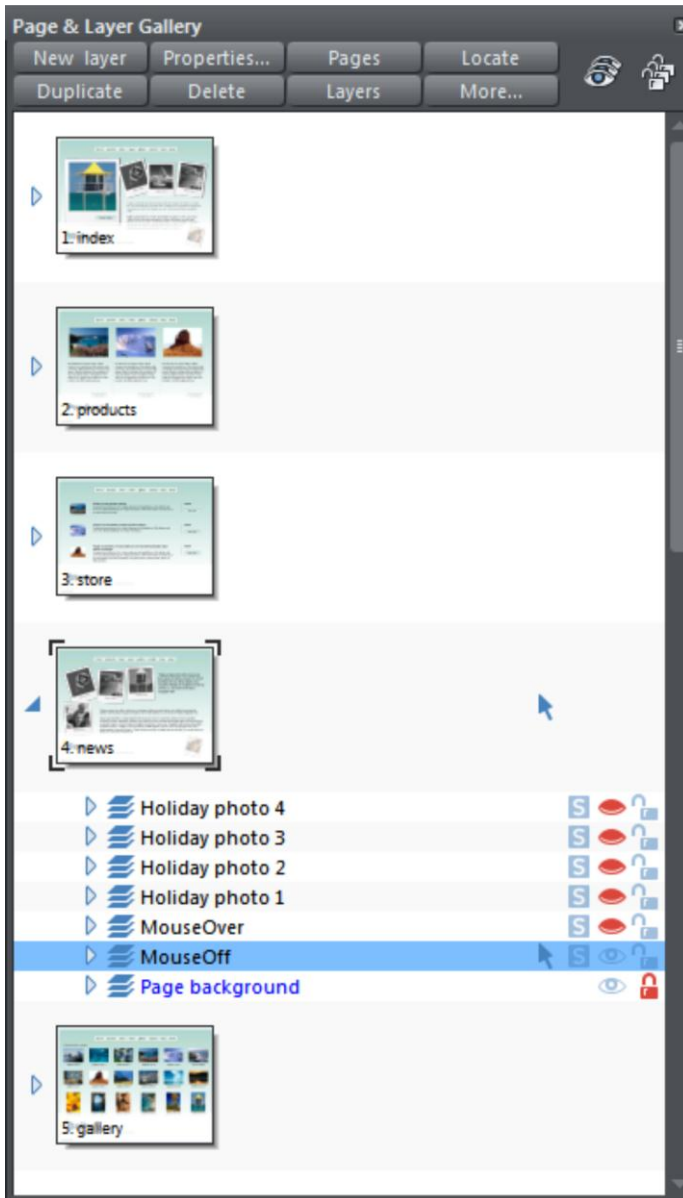 Page & Layer Gallery
New layer Properties... Pages Locate
Duplicate Delete Layers More...
1. index
2. products
3. store
4. news
S Holiday photo 4
S Holiday photo 3
S Holiday photo 2
S Holiday photo 1
S MouseOver
S MouseOff
Page background
5. gallery